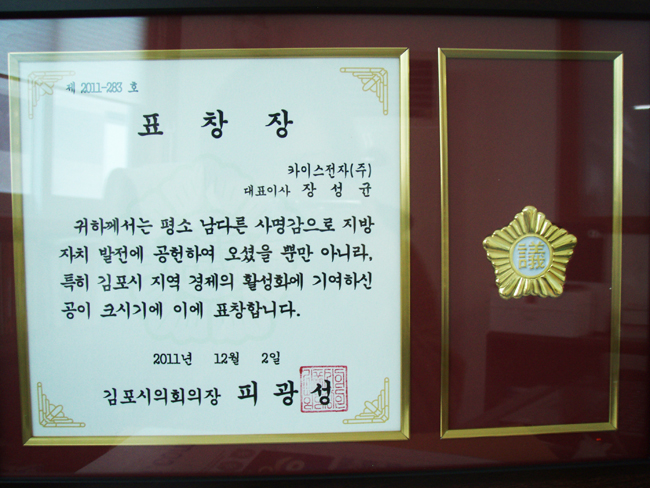 제 2011-283 호
표 창 장
카이스전자(주)
대표이사 장 성 균
귀하께서는 평소 남다른 사명감으로 지방
자치 발전에 공헌하여 오셨을 뿐만 아니라,
특히 김포시 지역 경제의 활성화에 기여하신
공이 크시기에 이에 표창합니다.
2011년 12월 2일
김포시의회의장 피 광 성
議